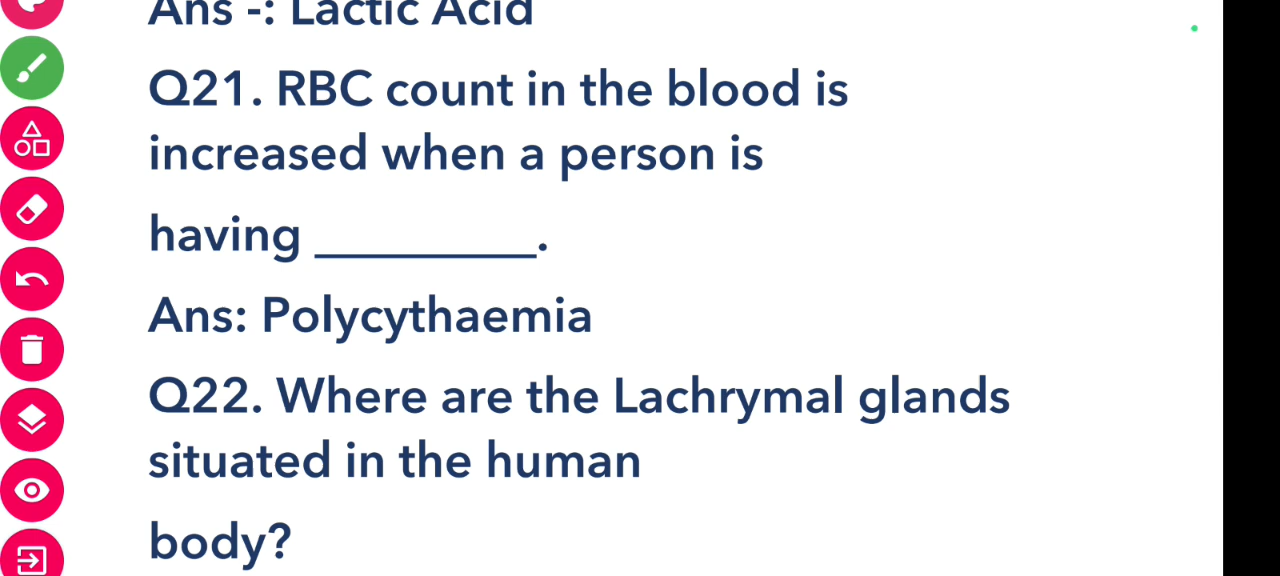 Ans -: Lactic Acid
Q21. RBC count in the blood is
increased when a person is
having __________.
Ans: Polycythaemia
Q22. Where are the Lachrymal glands
situated in the human
body?